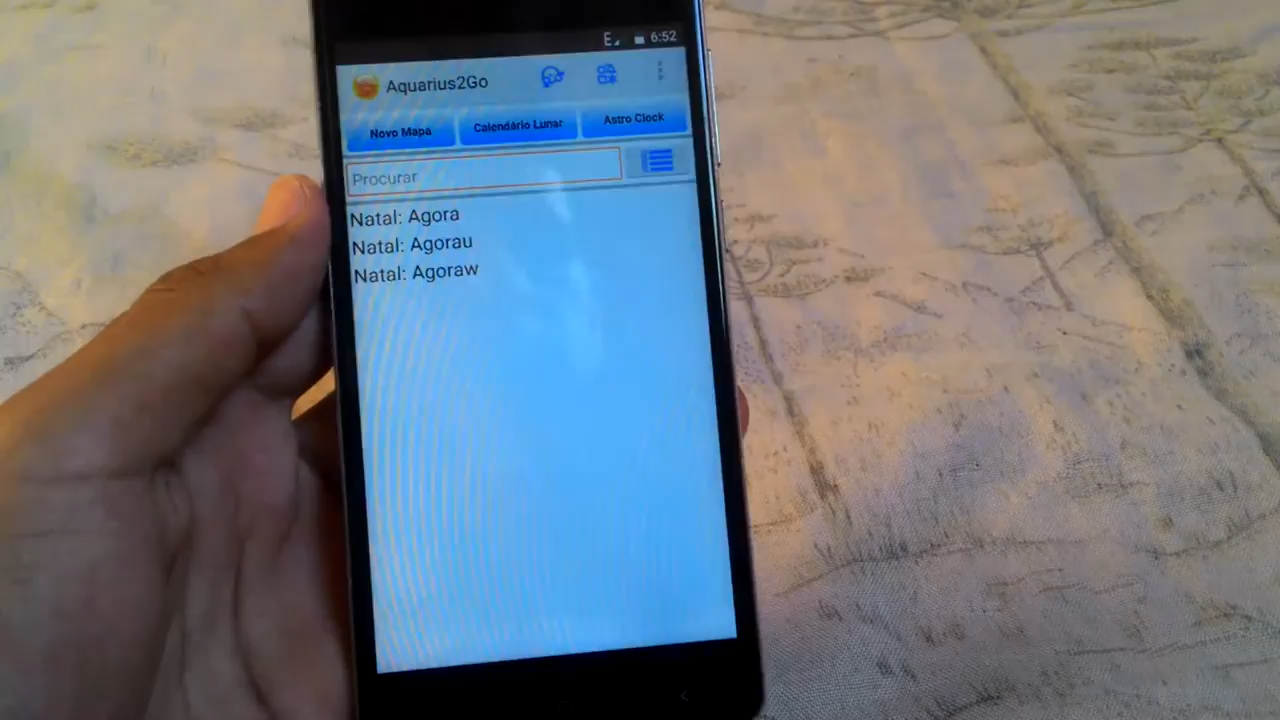 E 6:52
Aquarius2Go
Novo Mapa Calendário Lunar Astro Clock
Procurar
Natal: Agora
Natal: Agorau
Natal: Agoraw